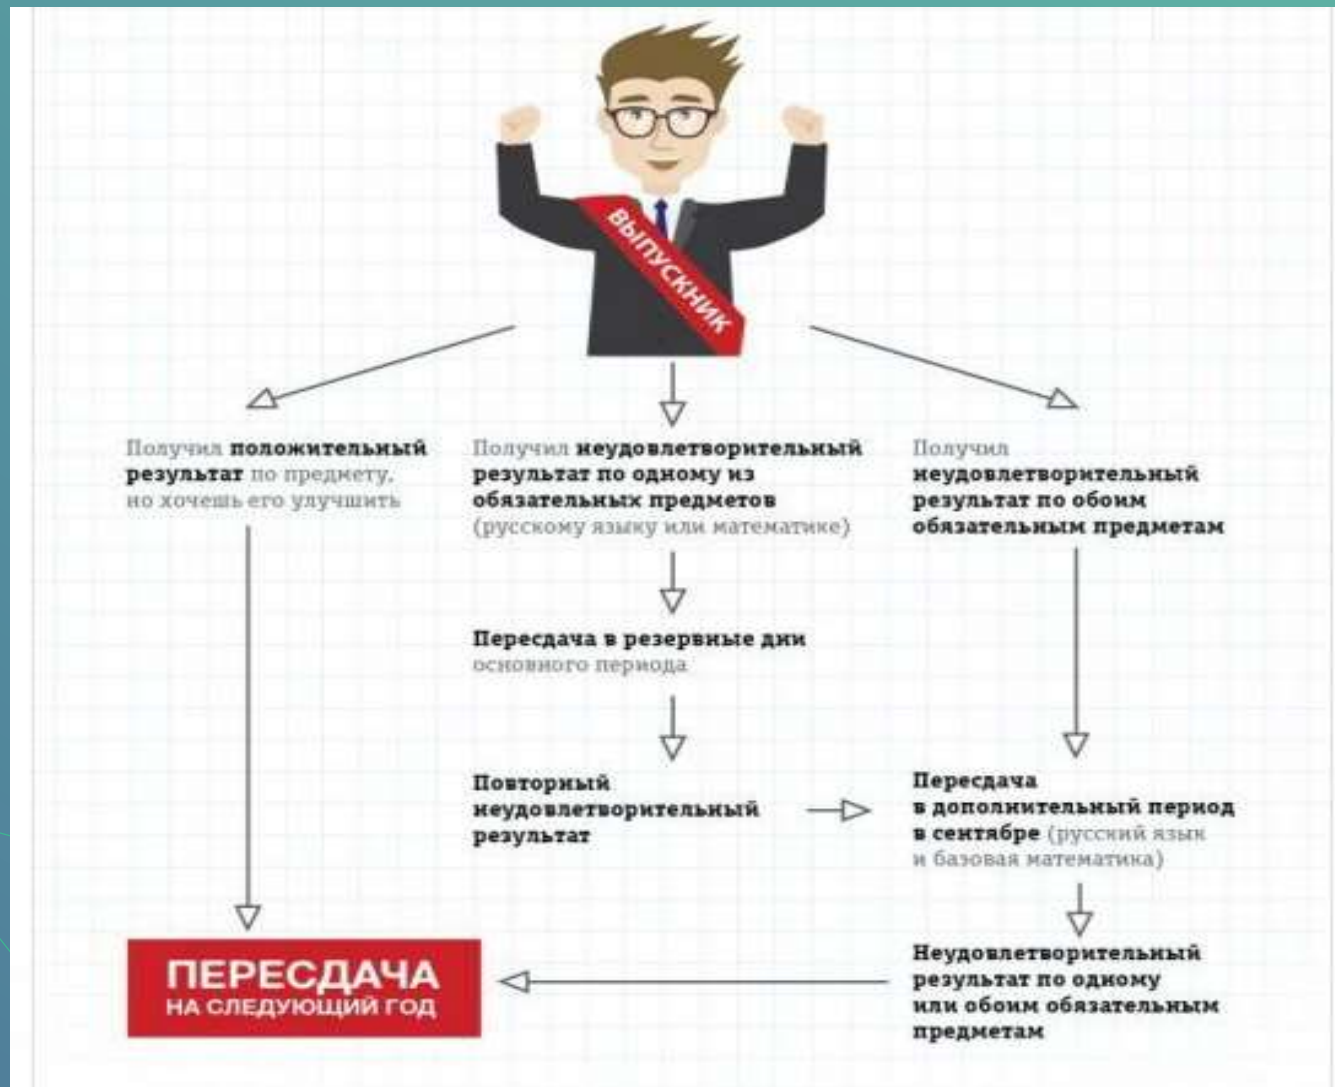 ВЫПУСКНИК
Получил положительный
результат по предмету,
но хочешь его улучшить
Получил неудовлетворительный
результат по одному из
обязательных предметов
(русскому языку или математике)
Получил
неудовлетворительный
результат по обоим
обязательным предметам
Пересдача в резервные дни
основного периода
Повторный
неудовлетворительный
результат
Пересдача
в дополнительный период
в сентябре (русский язык
и базовая математика)
Неудовлетворительный
результат по одному
или обоим обязательным
предметам
ПЕРЕСДАЧА
НА СЛЕДУЮЩИЙ ГОД